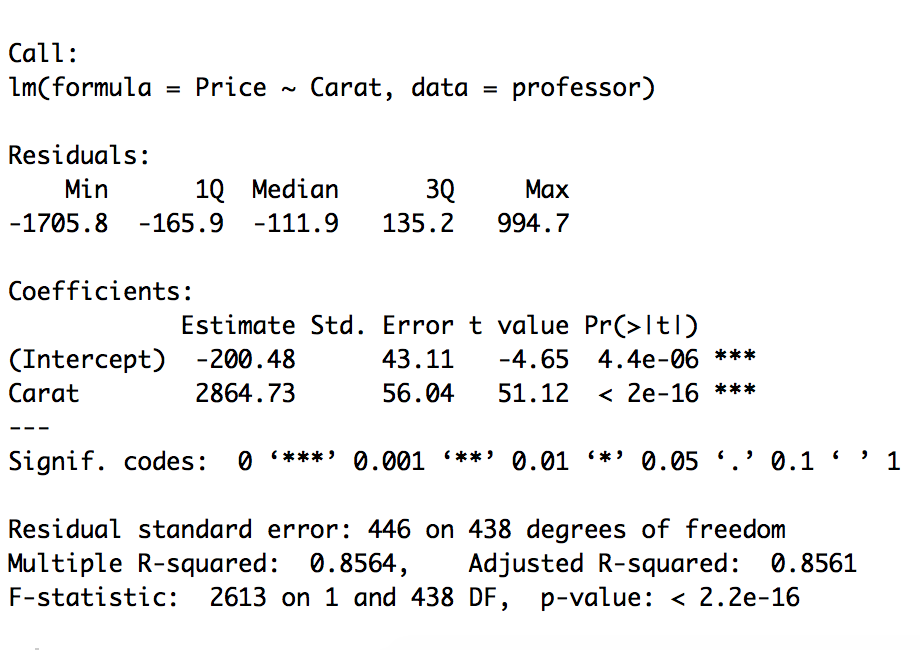 Call:
lm(formula = Price ~ Carat, data = professor)
Residuals:
    Min      1Q  Median      3Q     Max
-1705.8  -165.9  -111.9   135.2   994.7
Coefficients:
            Estimate Std. Error t value Pr(>|t|)
(Intercept)  -200.48      43.11   -4.65  4.4e-06 ***
Carat        2864.73      56.04   51.12  < 2e-16 ***
---
Signif. codes:  0 ‘***’ 0.001 ‘**’ 0.01 ‘*’ 0.05 ‘.’ 0.1 ‘ ’ 1
Residual standard error: 446 on 438 degrees of freedom
Multiple R-squared:  0.8564,    Adjusted R-squared:  0.8561
F-statistic:  2613 on 1 and 438 DF,  p-value: < 2.2e-16